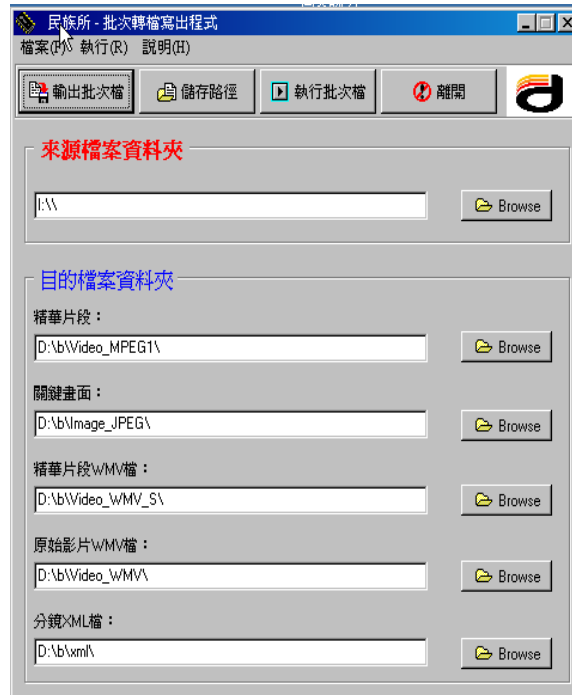 民族所 - 批次轉檔寫出程式
檔案(F) 執行(R) 說明(H)
輸出批次檔 儲存路徑 執行批次檔 離開
來源檔案資料夾
I:\\ Browse
目的檔案資料夾
精華片段：
D:\b\Video_MPEG1\ Browse
關鍵畫面：
D:\b\Image_JPEG\ Browse
精華片段WMV檔：
D:\b\Video_WMV_S\ Browse
原始影片WMV檔：
D:\b\Video_WMV\ Browse
分鏡XML檔：
D:\b\xml\ Browse